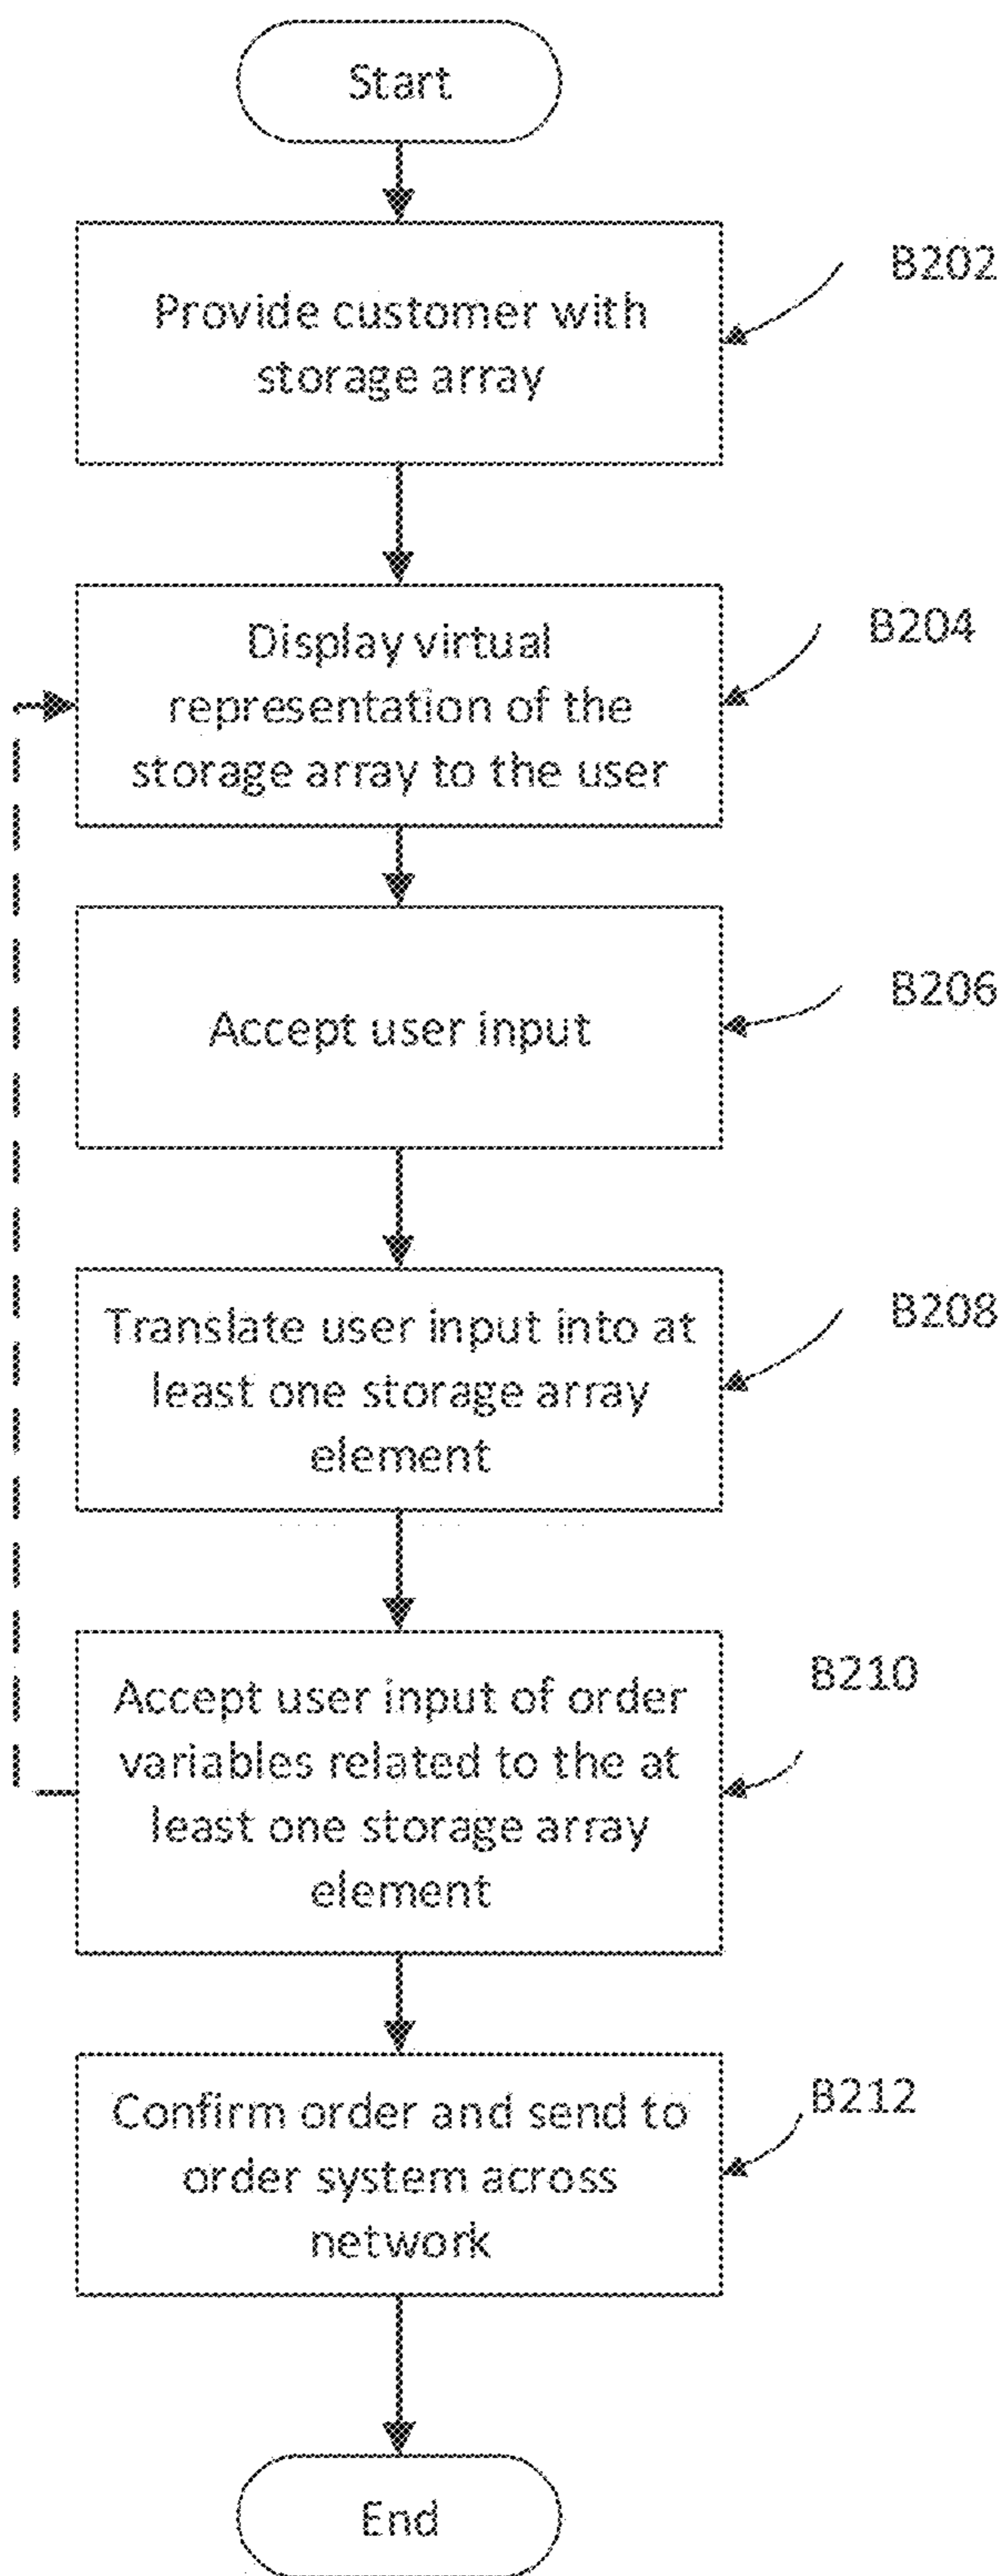 Start
Provide customer with
storage array
B202
Display virtual
representation of the
storage array to the user
B204
Accept user input
B206
Translate user input into at
least one storage array
element
B208
Accept user input of order
variables related to the at
least one storage array
element
B210
Confirm order and send to
order system across
network
B212
End